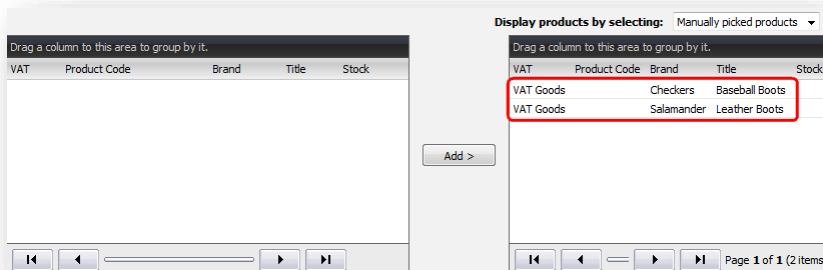 Display products by selecting: Manually picked products
Drag a column to this area to group by it.
VAT Product Code Brand Title Stock
Add >
Drag a column to this area to group by it.
VAT Product Code Brand Title Stock
VAT Goods Checkers Baseball Boots
VAT Goods Salamander Leather Boots
Page 1 of 1 (2 items